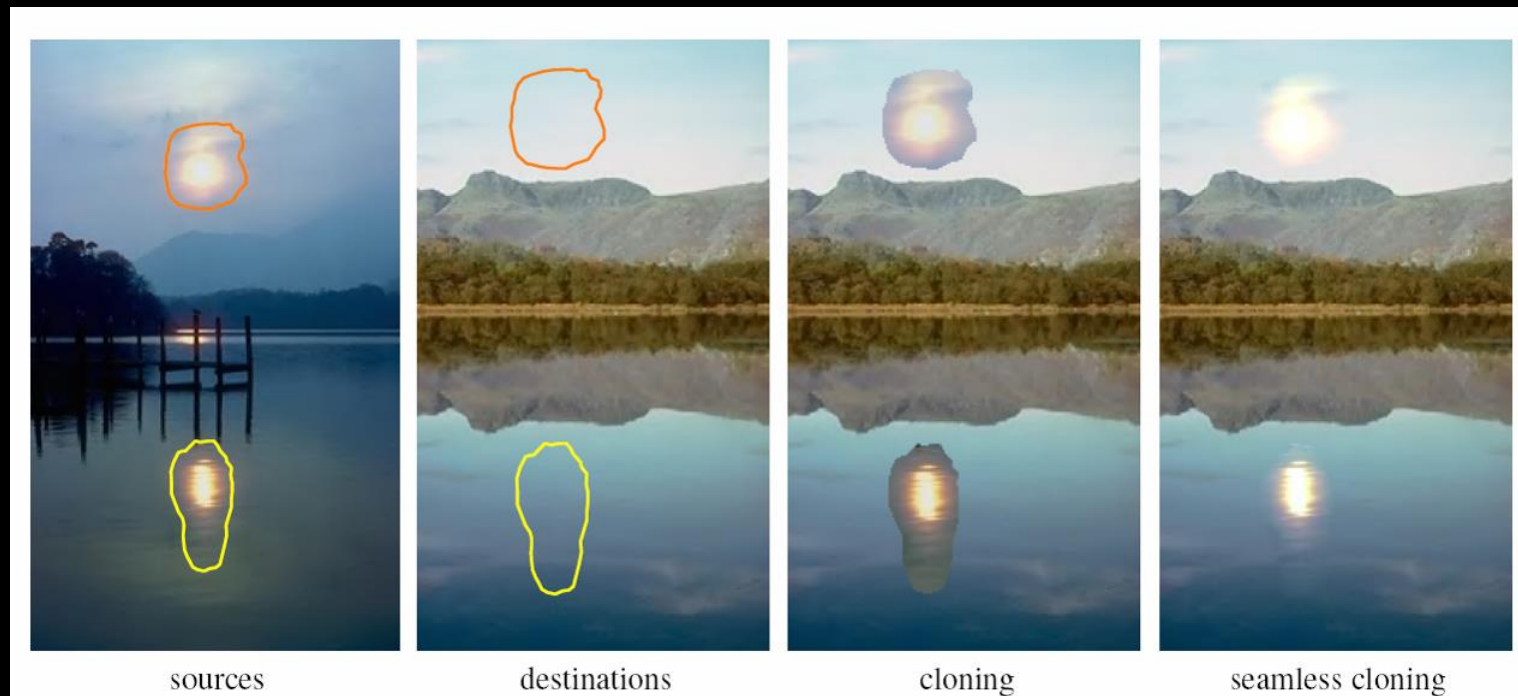 sources
destinations
cloning
seamless cloning